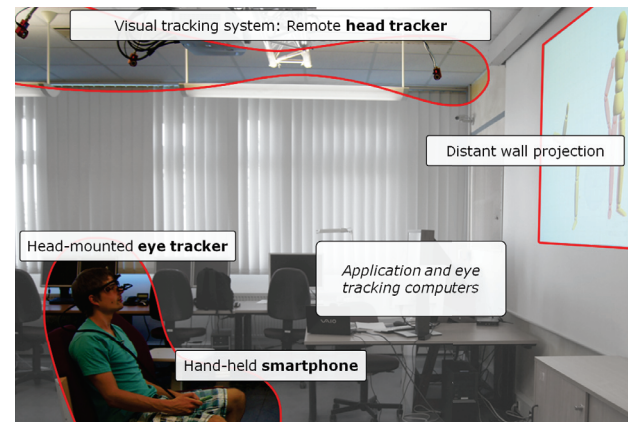 Visual tracking system: Remote head tracker
Distant wall projection
Head-mounted eye tracker
Application and eye
tracking computers
Hand-held smartphone